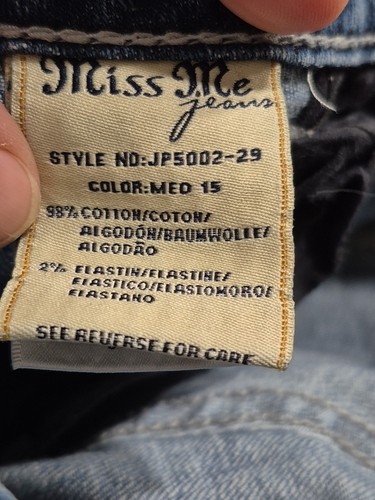 Miss Me
jeans
STYLE NO:JP5002-29
COLOR:MED 15
98% COTTON/COTON/
ALGODÓN/BAUMWOLLE/
ALGODÃO
2% ELASTIN/ELASTINE/
ELASTICO/ELASTOMORO/
ELASTANO
SEE REVERSE FOR CARE